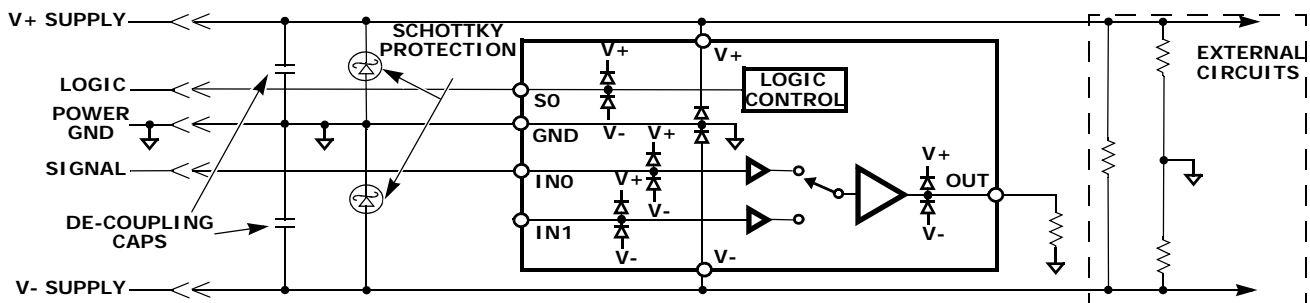 V+ SUPPLY
LOGIC
POWER
GND
SIGNAL
DE-COUPLING
CAPS
V- SUPPLY
SCHOTTKY
PROTECTION
V+
V+
LOGIC
CONTROL
S0
V-
GND
V+
IN0
V+
V-
IN1
V-
V+
OUT
V-
V-
EXTERNAL
CIRCUITS